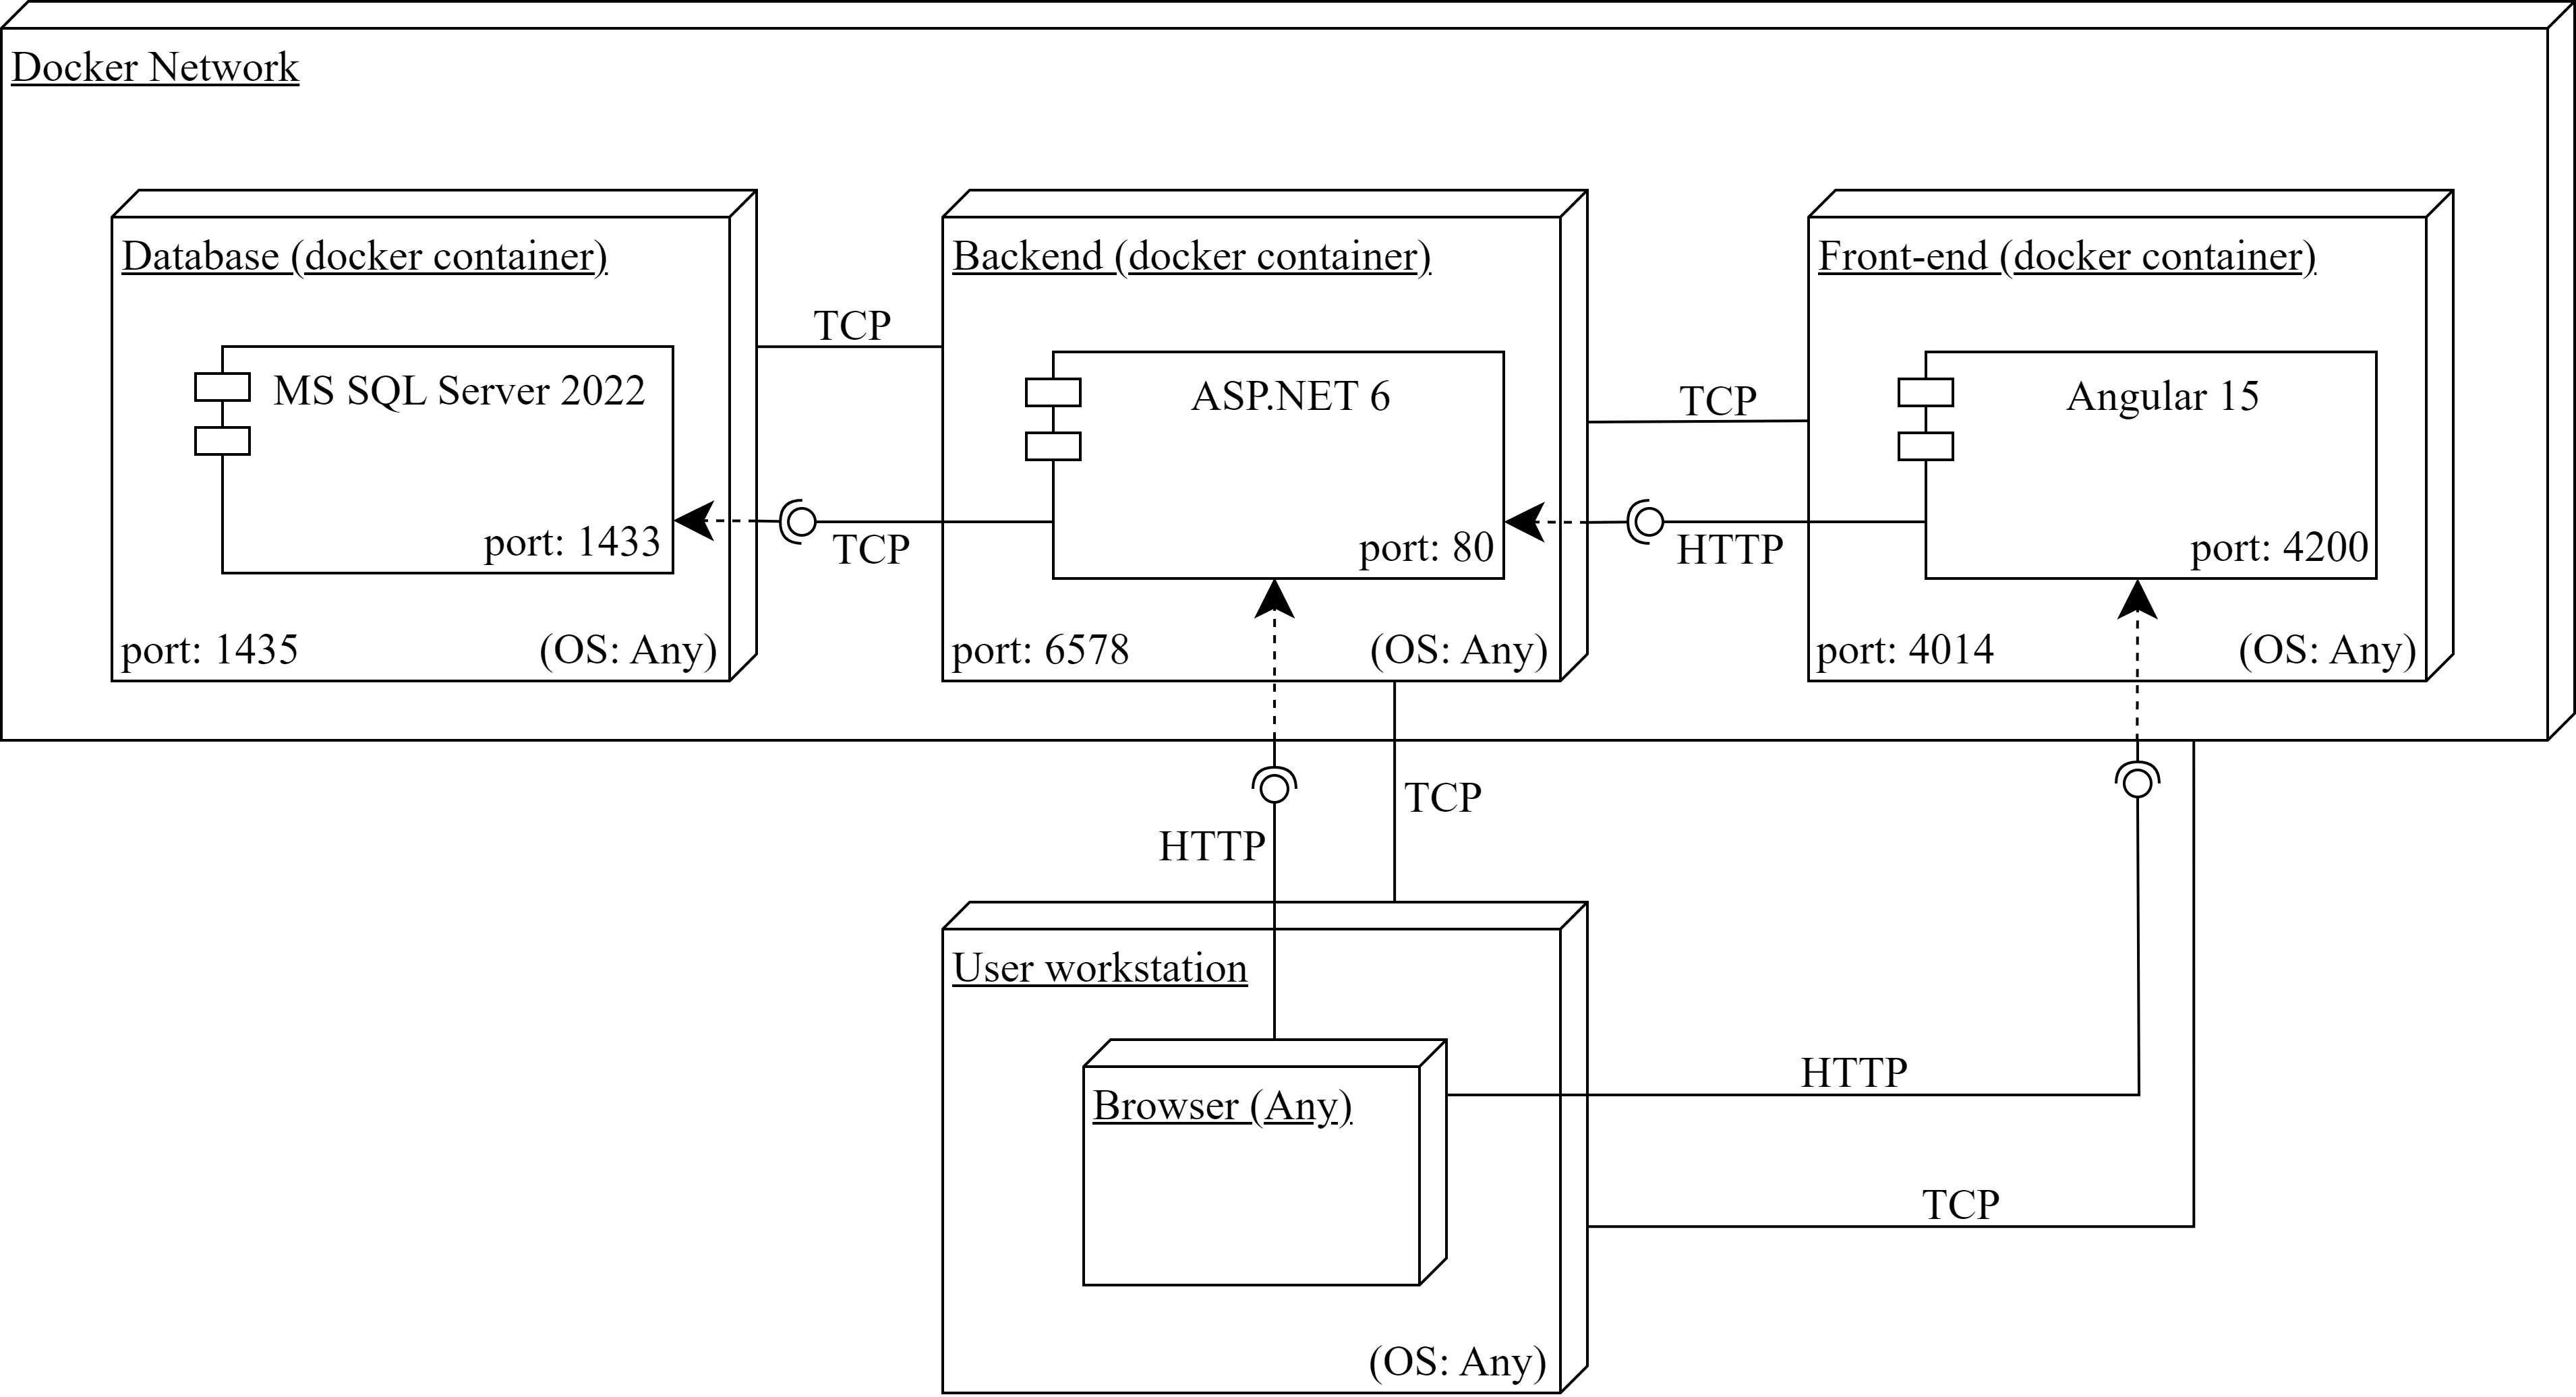 Docker Network
Database (docker container)
Backend (docker container)
Front-end (docker container)
TCP
MS SQL Server 2022
ASP.NET 6
TCP
Angular 15
port: 1433
TCP
port: 80
HTTP
port: 4200
port: 1435
(OS: Any)
port: 6578
(OS: Any)
port: 4014
(OS: Any)
TCP
HTTP
User workstation
HTTP
Browser (Any)
TCP
(OS: Any)